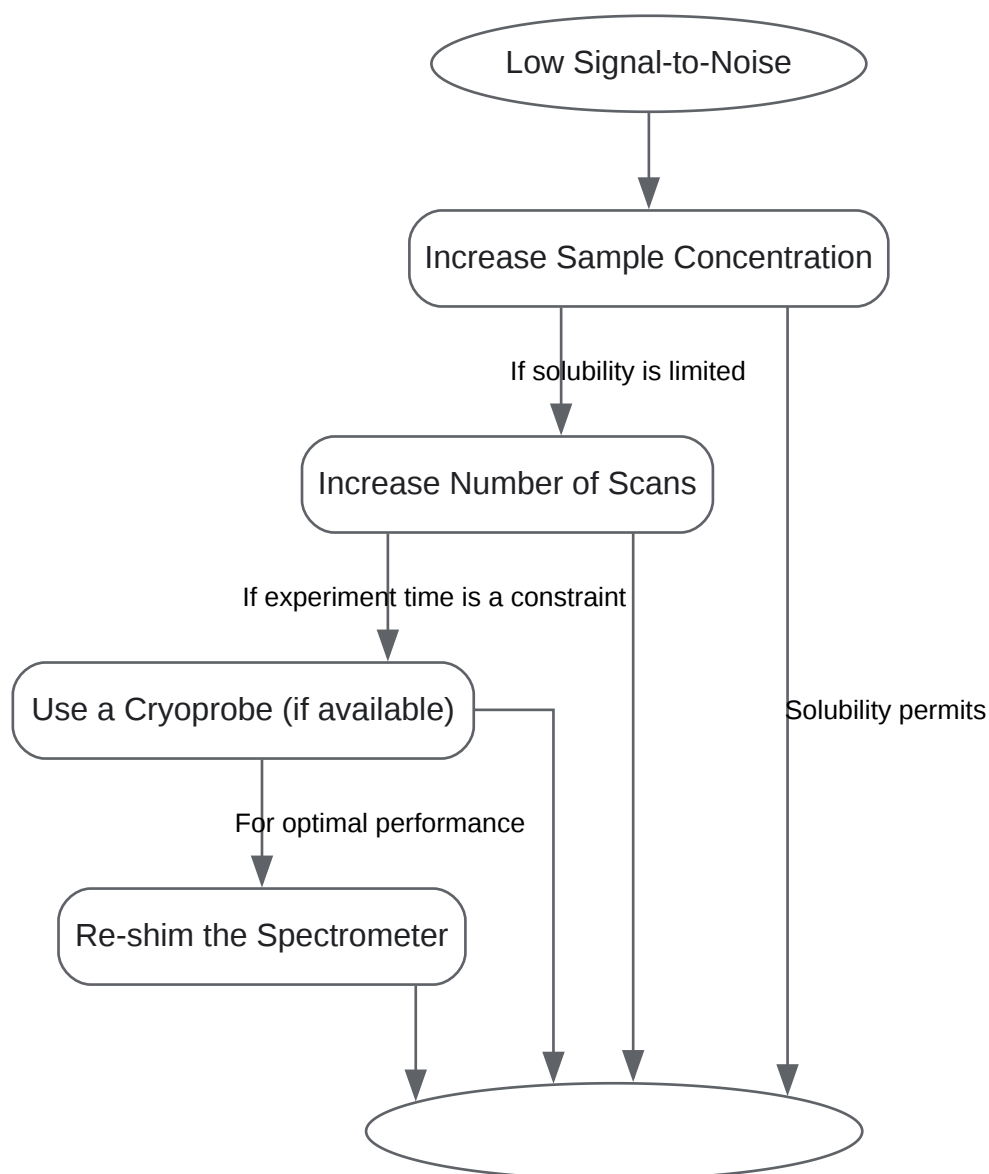 Low Signal-to-Noise
Increase Sample Concentration
If solubility is limited
Increase Number of Scans
If experiment time is a constraint
Use a Cryoprobe (if available)
Solubility permits
For optimal performance
Re-shim the Spectrometer